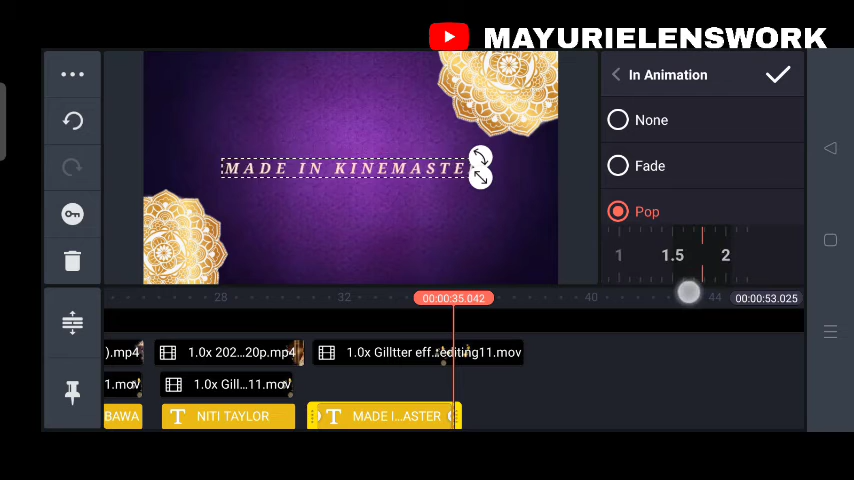 MAYURIELENSWORK
In Animation
None
MADE IN KINEMASTER
Fade
Pop
1 1.5 2
28 32 00:00:35.042 40 44 00:00:53.025
).mp4 1.0x 202...20p.mp4 1.0x Gilltter eff...editing11.mov
1.mov 1.0x Gill...11.mov
BAWA NITI TAYLOR MADE I...ASTER